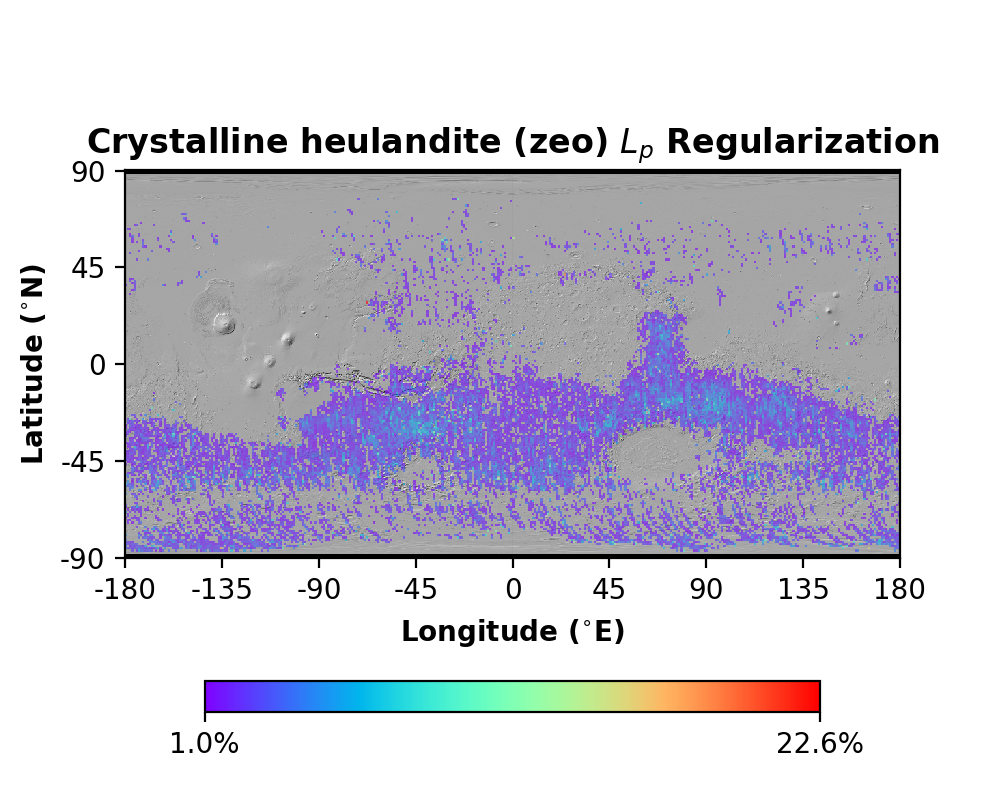 Crystalline heulandite (zeo) Lp Regularization
90
45
0
-45
-90
Latitude (°N)
-180 -135 -90 -45 0 45 90 135 180
Longitude (°E)
1.0% 22.6%